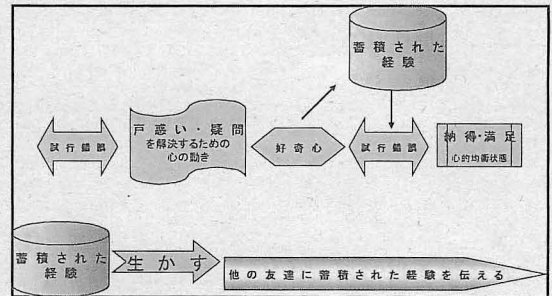 蓄積された
経験
試行錯誤
戸惑い・疑問
を解決するための
心の動き
好奇心
試行錯誤
納得・満足
心的均衡状態
蓄積された
経験
生かす
他の友達に蓄積された経験を伝える